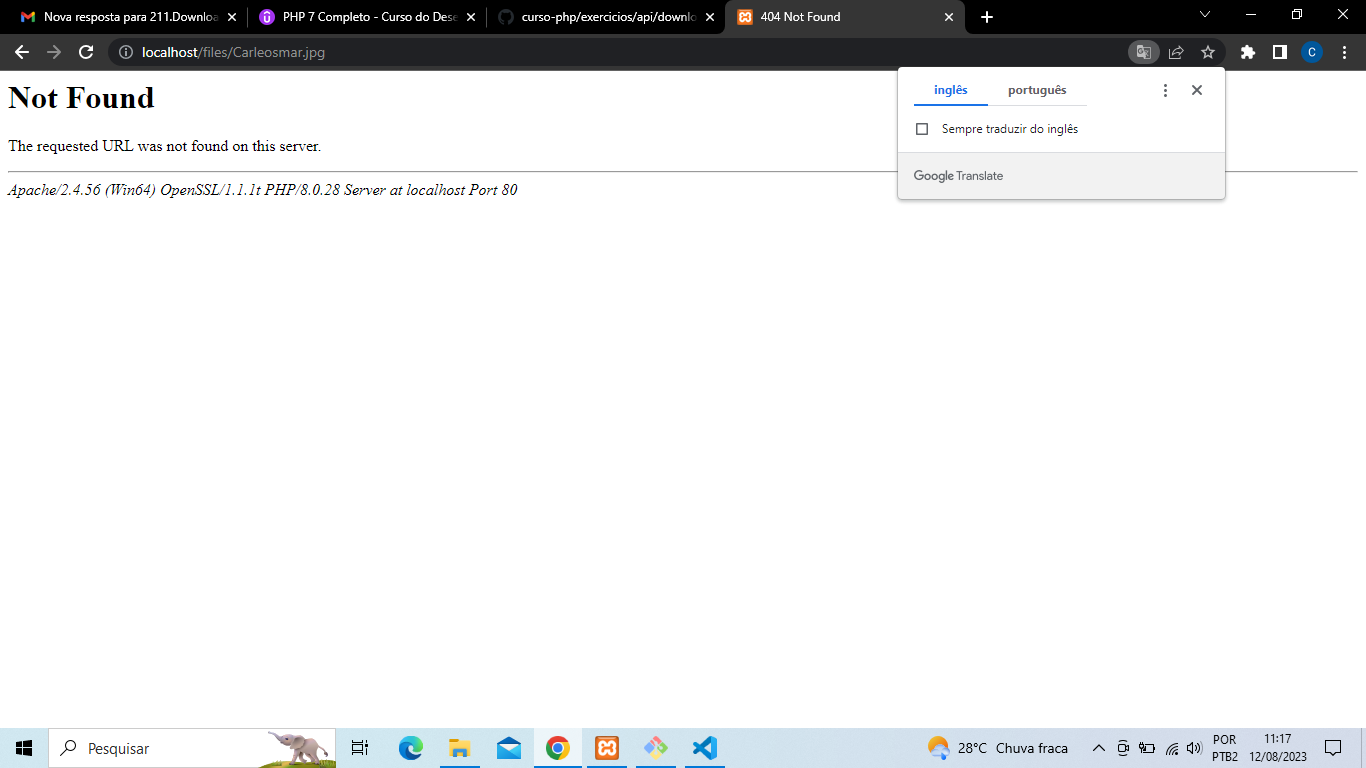 Nova resposta para 211.Downloa
PHP 7 Completo - Curso do Dese
curso-php/exercicios/api/downlo
404 Not Found
localhost/files/Carleosmar.jpg
C
inglês
português
Sempre traduzir do inglês
Google Translate
Not Found
The requested URL was not found on this server.
Apache/2.4.56 (Win64) OpenSSL/1.1.1t PHP/8.0.28 Server at localhost Port 80
Pesquisar
28°C Chuva fraca
POR
PTB2
11:17
12/08/2023